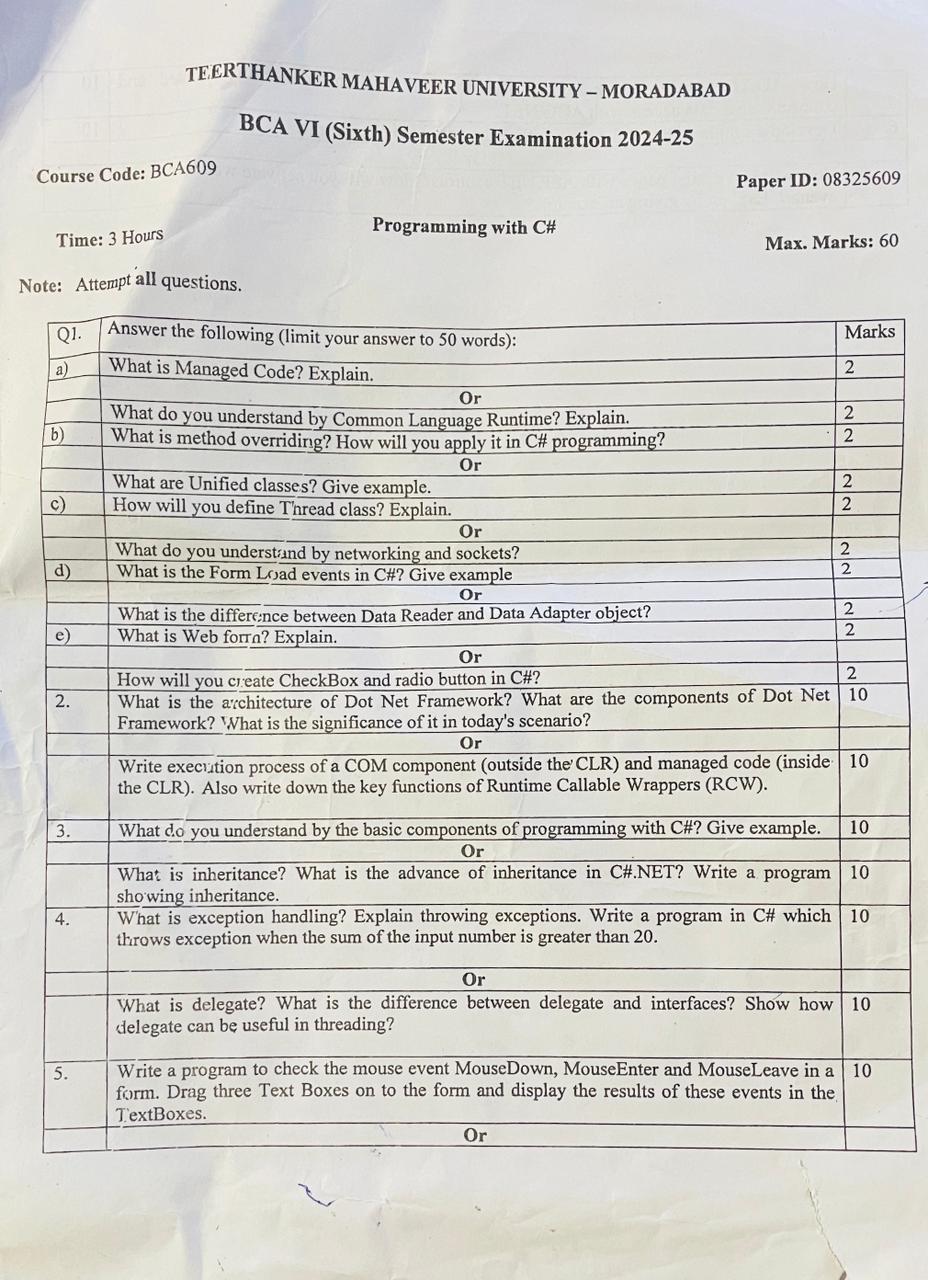 TEERTHANKER MAHAVEER UNIVERSITY – MORADABAD
BCA VI (Sixth) Semester Examination 2024-25
Course Code: BCA609
Paper ID: 08325609
Programming with C#
Time: 3 Hours
Max. Marks: 60
Note: Attempt all questions.
Q1. Answer the following (limit your answer to 50 words): Marks
a) What is Managed Code? Explain. 2
Or
What do you understand by Common Language Runtime? Explain. 2
b) What is method overriding? How will you apply it in C# programming? 2
Or
What are Unified classes? Give example. 2
c) How will you define Thread class? Explain. 2
Or
What do you understand by networking and sockets? 2
d) What is the Form Load events in C#? Give example 2
Or
What is the difference between Data Reader and Data Adapter object? 2
e) What is Web form? Explain. 2
Or
How will you create CheckBox and radio button in C#? 2
2. What is the architecture of Dot Net Framework? What are the components of Dot Net 10
Framework? What is the significance of it in today's scenario?
Or
Write execution process of a COM component (outside the CLR) and managed code (inside 10
the CLR). Also write down the key functions of Runtime Callable Wrappers (RCW).
3. What do you understand by the basic components of programming with C#? Give example. 10
Or
What is inheritance? What is the advance of inheritance in C#.NET? Write a program 10
showing inheritance.
4. What is exception handling? Explain throwing exceptions. Write a program in C# which 10
throws exception when the sum of the input number is greater than 20.
Or
What is delegate? What is the difference between delegate and interfaces? Show how 10
delegate can be useful in threading?
5. Write a program to check the mouse event MouseDown, MouseEnter and MouseLeave in a 10
form. Drag three Text Boxes on to the form and display the results of these events in the
TextBoxes.
Or